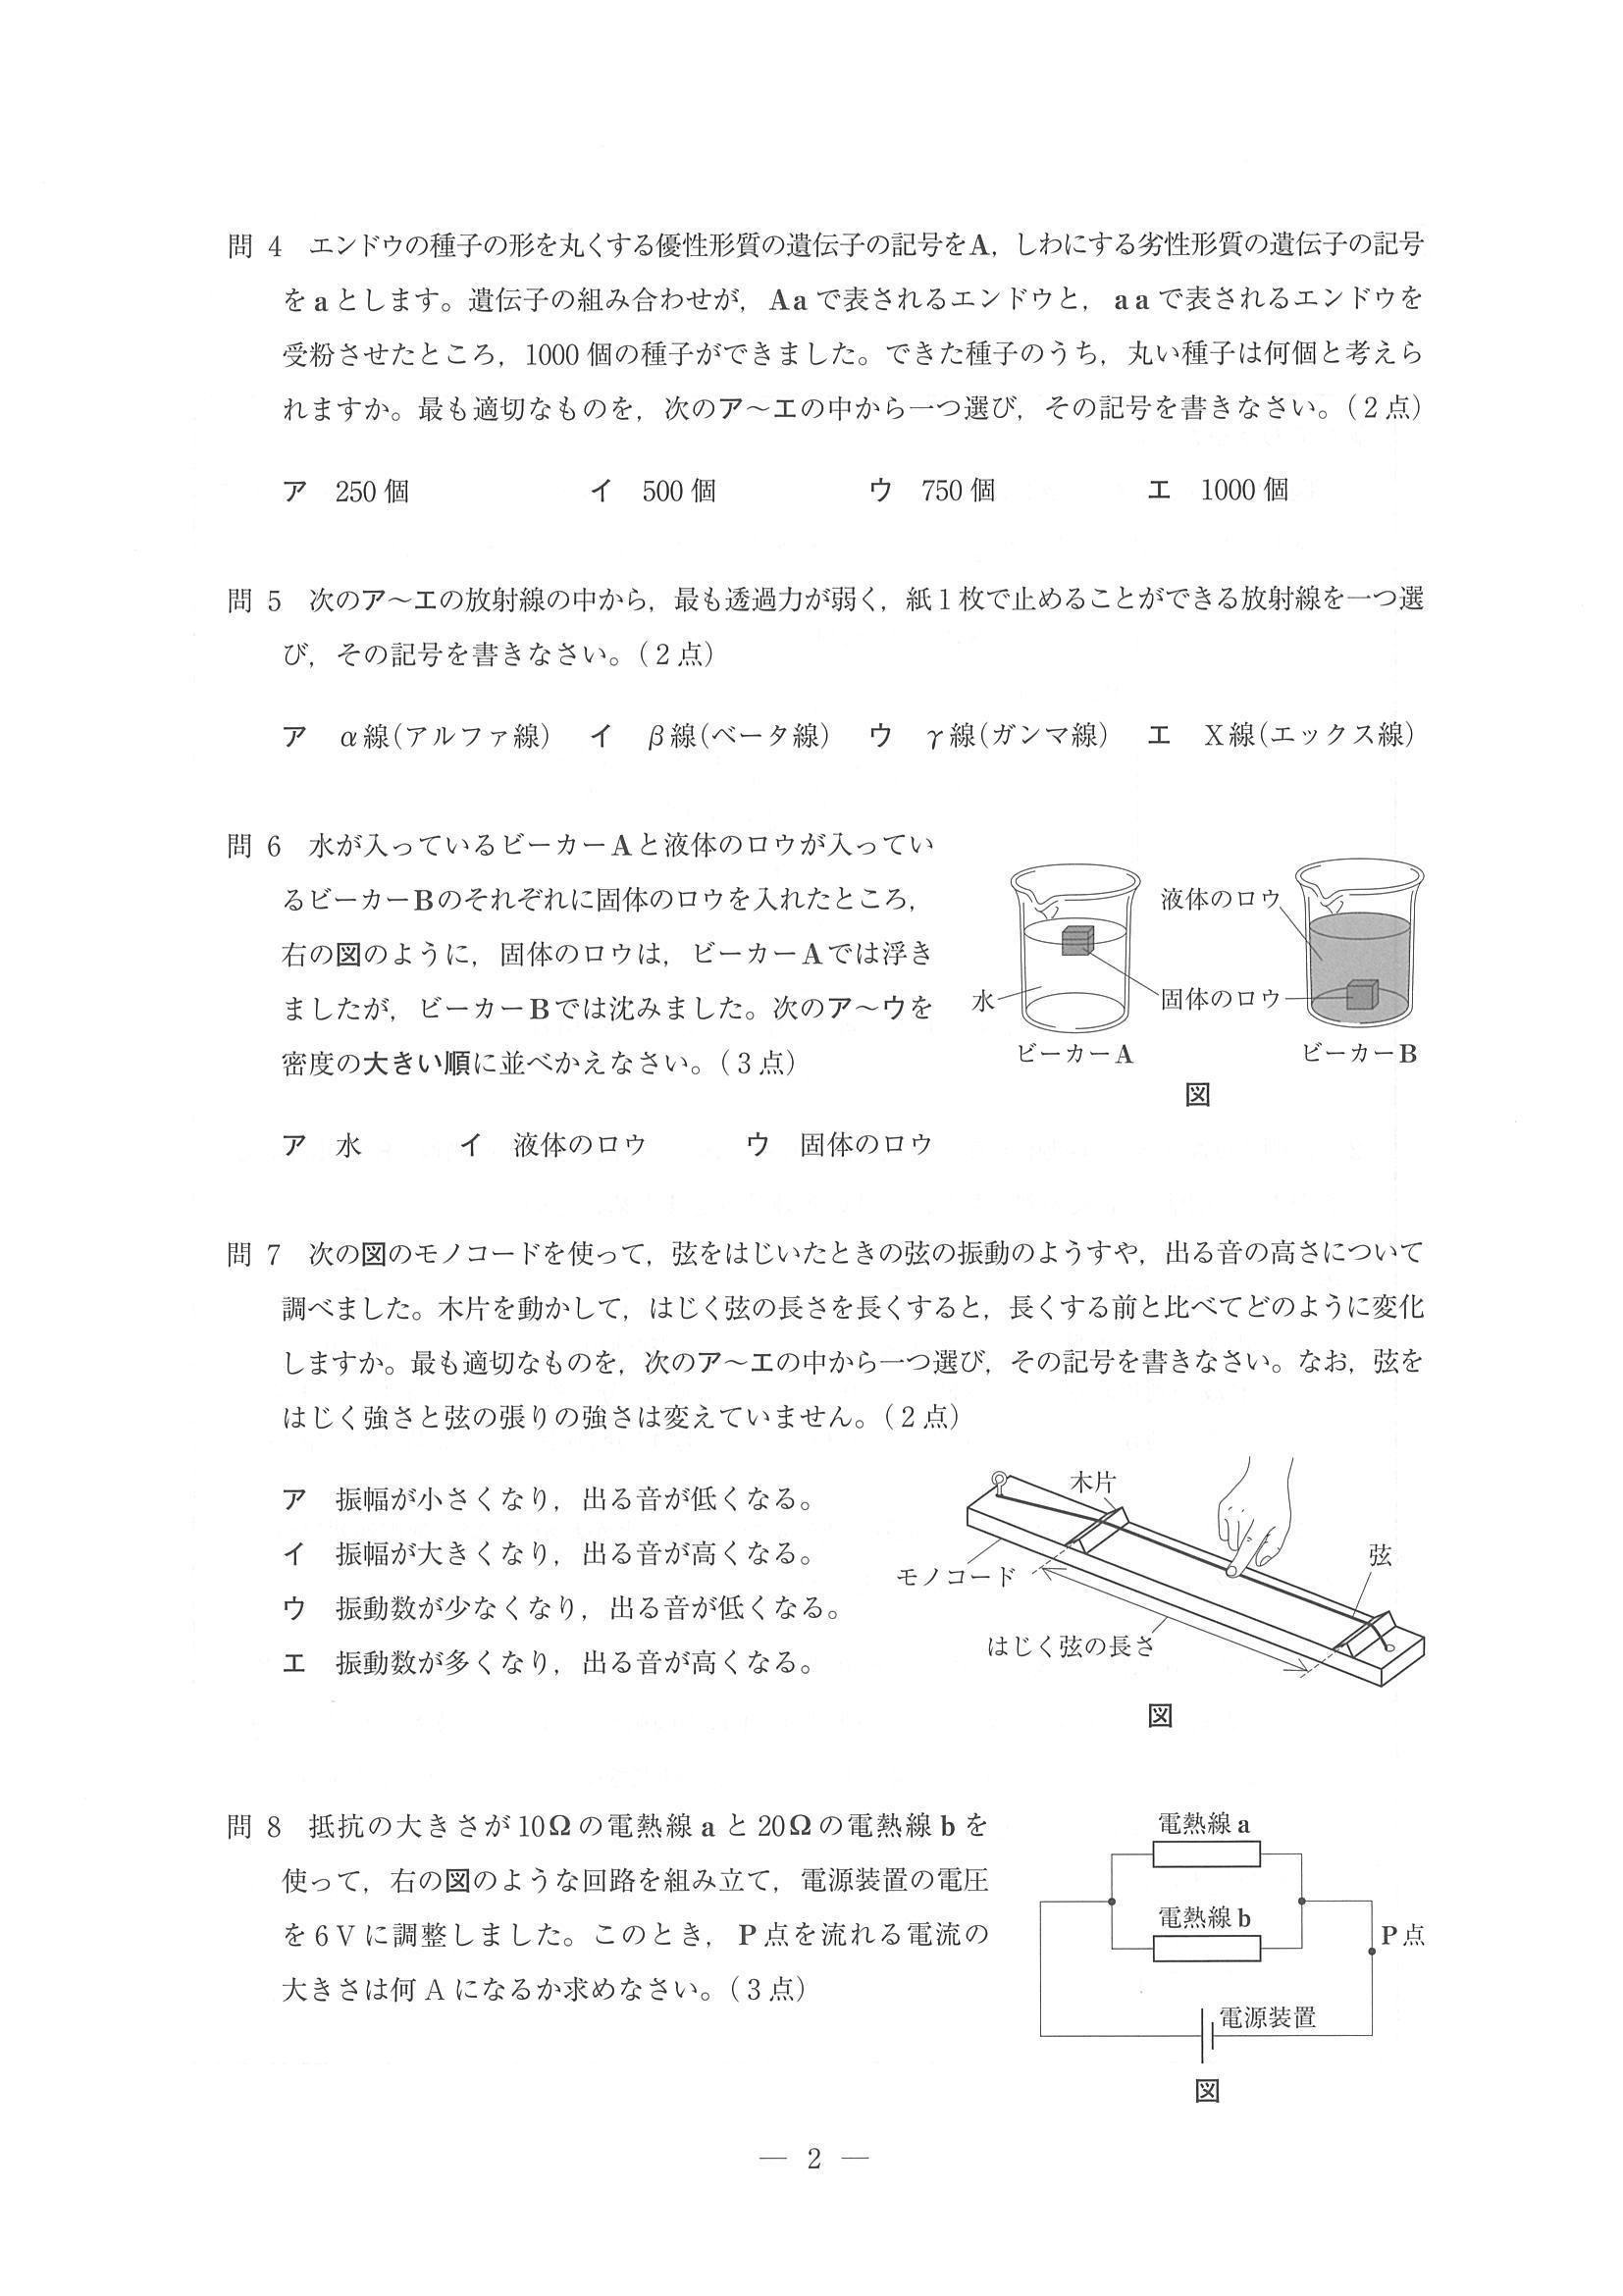 問 4 エンドウの種子の形を丸くする優性形質の遺伝子の記号をA，しわにする劣性形質の遺伝子の記号
をaとします。遺伝子の組み合わせが，Aaで表されるエンドウと，aaで表されるエンドウを
受粉させたところ，1000 個の種子ができました。できた種子のうち，丸い種子は何個と考えら
れますか。最も適切なものを，次のア～エの中から一つ選び，その記号を書きなさい。（2点）
ア 250 個 イ 500 個 ウ 750 個 エ 1000 個
問 5 次のア～エの放射線の中から，最も透過力が弱く，紙1枚で止めることができる放射線を一つ選
び，その記号を書きなさい。（2点）
ア α線（アルファ線） イ β線（ベータ線） ウ γ線（ガンマ線） エ X線（エックス線）
問 6 水が入っているビーカーAと液体のロウが入ってい
るビーカーBのそれぞれに固体のロウを入れたところ，
右の図のように，固体のロウは，ビーカーAでは浮き
ましたが，ビーカーBでは沈みました。次のア～ウを
密度の大きい順に並べかえなさい。（3点）
ア 水 イ 液体のロウ ウ 固体のロウ
液体のロウ
水
固体のロウ
ビーカーA
ビーカーB
図
問 7 次の図のモノコードを使って，弦をはじいたときの弦の振動のようすや，出る音の高さについて
調べました。木片を動かして，はじく弦の長さを長くすると，長くする前と比べてどのように変化
しますか。最も適切なものを，次のア～エの中から一つ選び，その記号を書きなさい。なお，弦を
はじく強さと弦の張りの強さは変えていません。（2点）
ア 振幅が小さくなり，出る音が低くなる。
イ 振幅が大きくなり，出る音が高くなる。
ウ 振動数が少なくなり，出る音が低くなる。
エ 振動数が多くなり，出る音が高くなる。
木片
弦
モノコード
はじく弦の長さ
図
問 8 抵抗の大きさが10Ωの電熱線aと20Ωの電熱線bを
使って，右の図のような回路を組み立て，電源装置の電圧
を6Vに調整しました。このとき，P点を流れる電流の
大きさは何Aになるか求めなさい。（3点）
電熱線a
電熱線b
P点
電源装置
図
― 2 ―